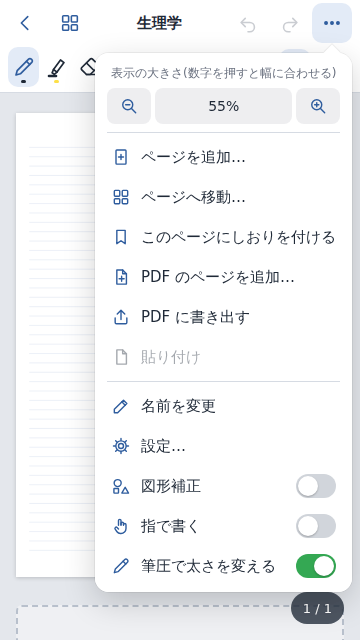 生理学
表示の大きさ(数字を押すと幅に合わせる)
55%
ページを追加...
ページへ移動...
このページにしおりを付ける
PDF のページを追加...
PDF に書き出す
貼り付け
名前を変更
設定...
図形補正
指で書く
筆圧で太さを変える
1 / 1